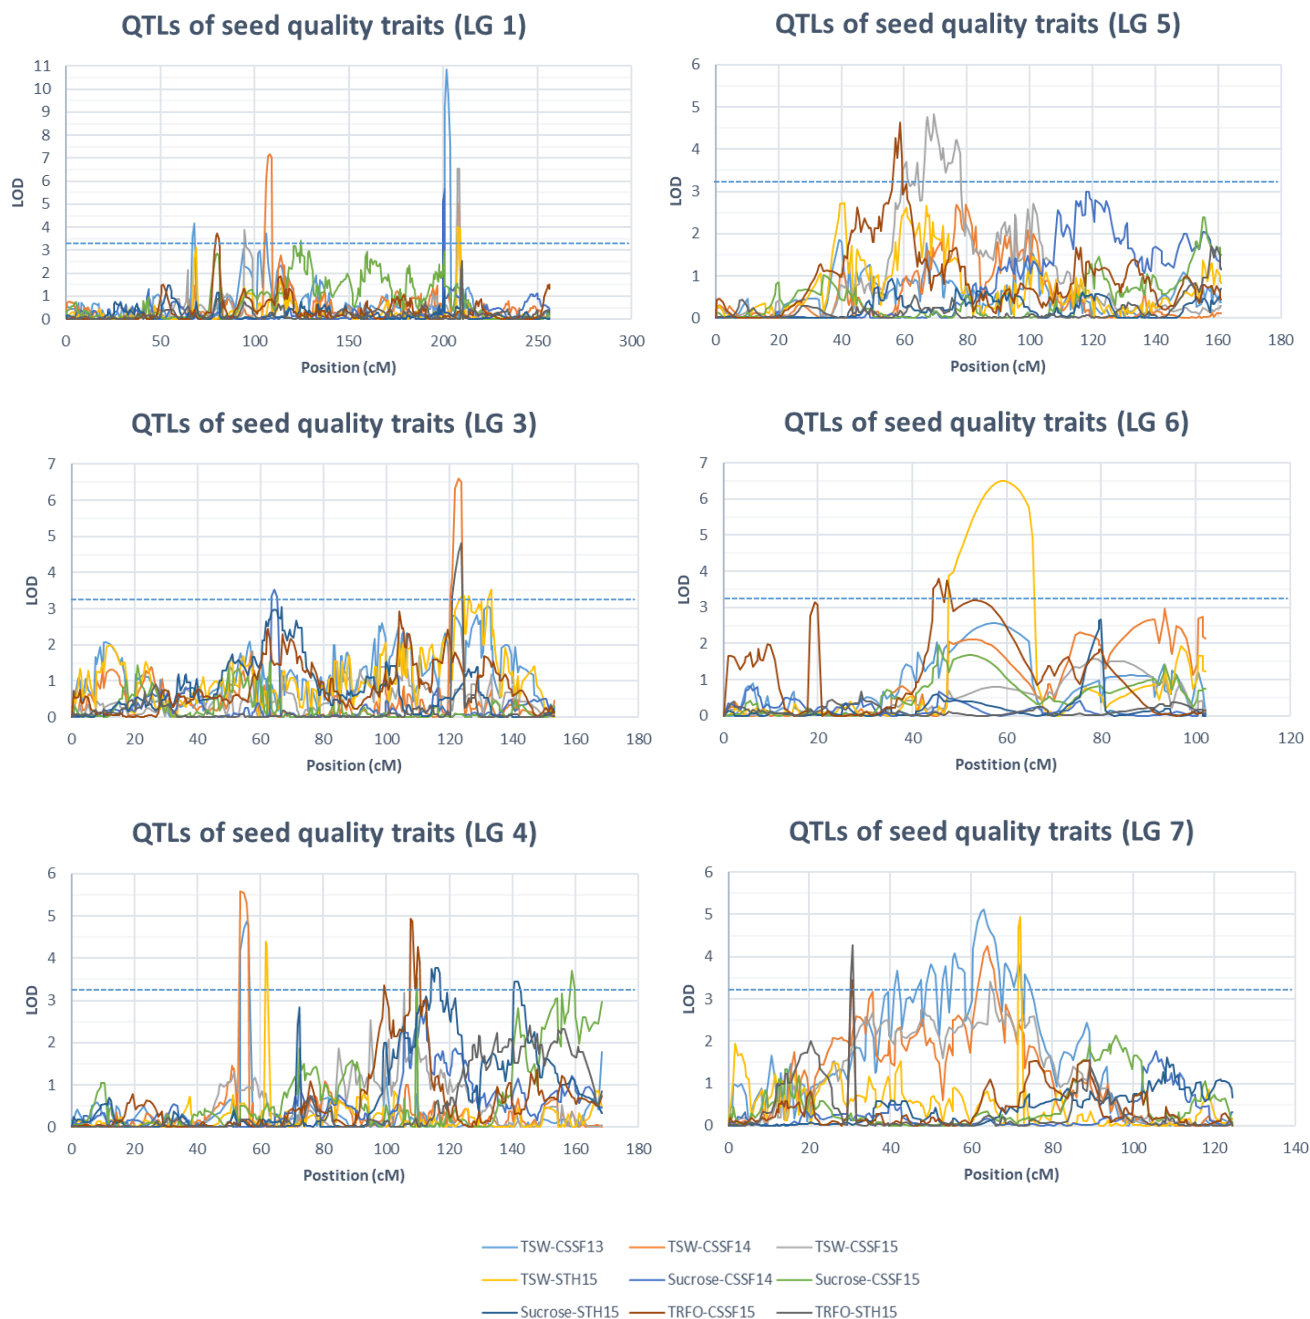 QTLs of seed quality traits (LG 1)
11
10
9
8
7
6
5
4
3
2
1
0
LOD
0 50 100 150 200 250 300
Position (cM)
QTLs of seed quality traits (LG 5)
6
5
4
3
2
1
0
LOD
0 20 40 60 80 100 120 140 160 180
Position (cM)
QTLs of seed quality traits (LG 3)
7
6
5
4
3
2
1
0
LOD
0 20 40 60 80 100 120 140 160 180
Position (cM)
QTLs of seed quality traits (LG 6)
7
6
5
4
3
2
1
0
LOD
0 20 40 60 80 100 120
Postition (cM)
QTLs of seed quality traits (LG 4)
6
5
4
3
2
1
0
LOD
0 20 40 60 80 100 120 140 160 180
Position (cM)
QTLs of seed quality traits (LG 7)
6
5
4
3
2
1
0
LOD
0 20 40 60 80 100 120 140
Position (cM)
TSW-CSSF13 TSW-CSSF14 TSW-CSSF15
TSW-STH15 Sucrose-CSSF14 Sucrose-CSSF15
Sucrose-STH15 TRFO-CSSF15 TRFO-STH15